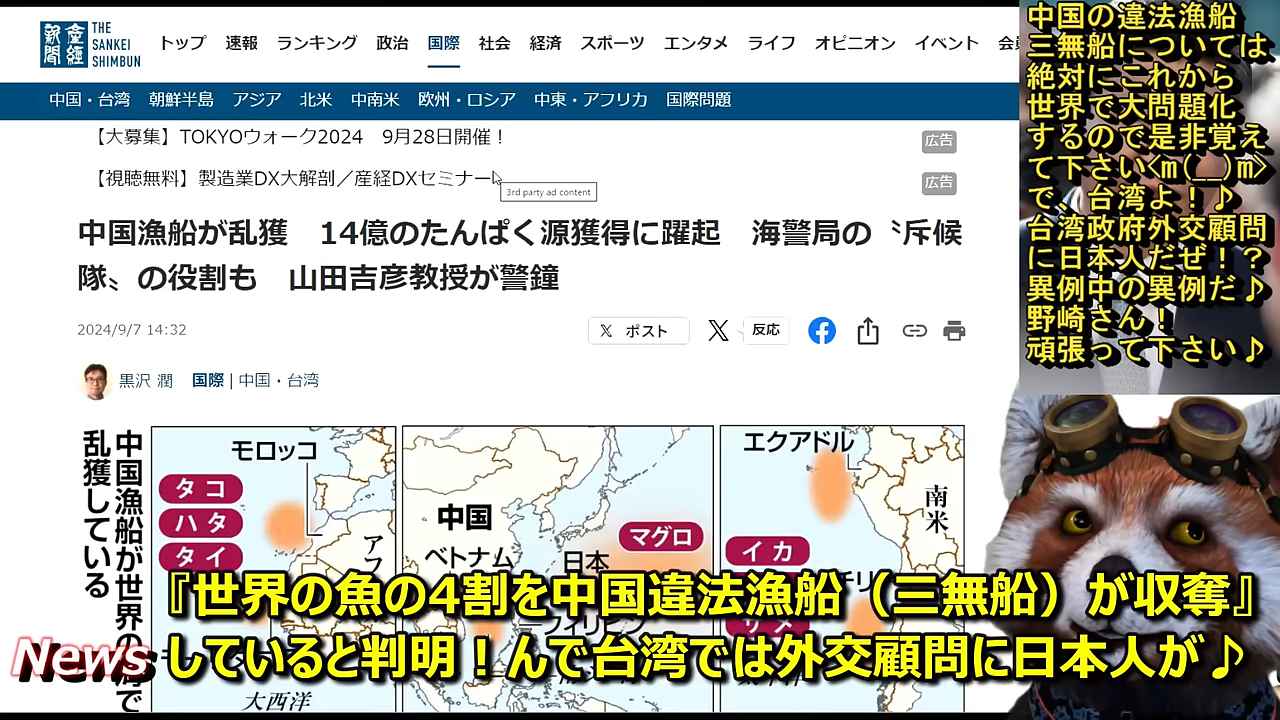 産経新聞
THE SANKEI SHIMBUN
トップ 速報 ランキング 政治 国際 社会 経済 スポーツ エンタメ ライフ オピニオン イベント
中国・台湾 朝鮮半島 アジア 北米 中南米 欧州・ロシア 中東・アフリカ 国際問題
【大募集】TOKYOウォーク2024 9月28日開催！
広告
【視聴無料】製造業DX大解剖／産経DXセミナー
広告
3rd party ad content
中国漁船が乱獲 14億のたんぱく源獲得に躍起 海警局の〝斥候
隊〟の役割も 山田吉彦教授が警鐘
2024/9/7 14:32
ポスト
反応
黒沢 潤 国際 | 中国・台湾
中国漁船が世界の海で
乱獲している
モロッコ
タコ
ハタ
タイ
大西洋
中国
ベトナム
日本
マグロ
フィリピン
エクアドル
南米
イカ
中国の違法漁船
三無船については
絶対にこれから
世界で大問題化
するので是非覚え
て下さい<m(__)m>
で、台湾よ！♪
台湾政府外交顧問
に日本人だぜ！？
異例中の異例だ♪
野崎さん！
頑張って下さい♪
『世界の魚の4割を中国違法漁船（三無船）が収奪』
News
していると判明！んで台湾では外交顧問に日本人が♪